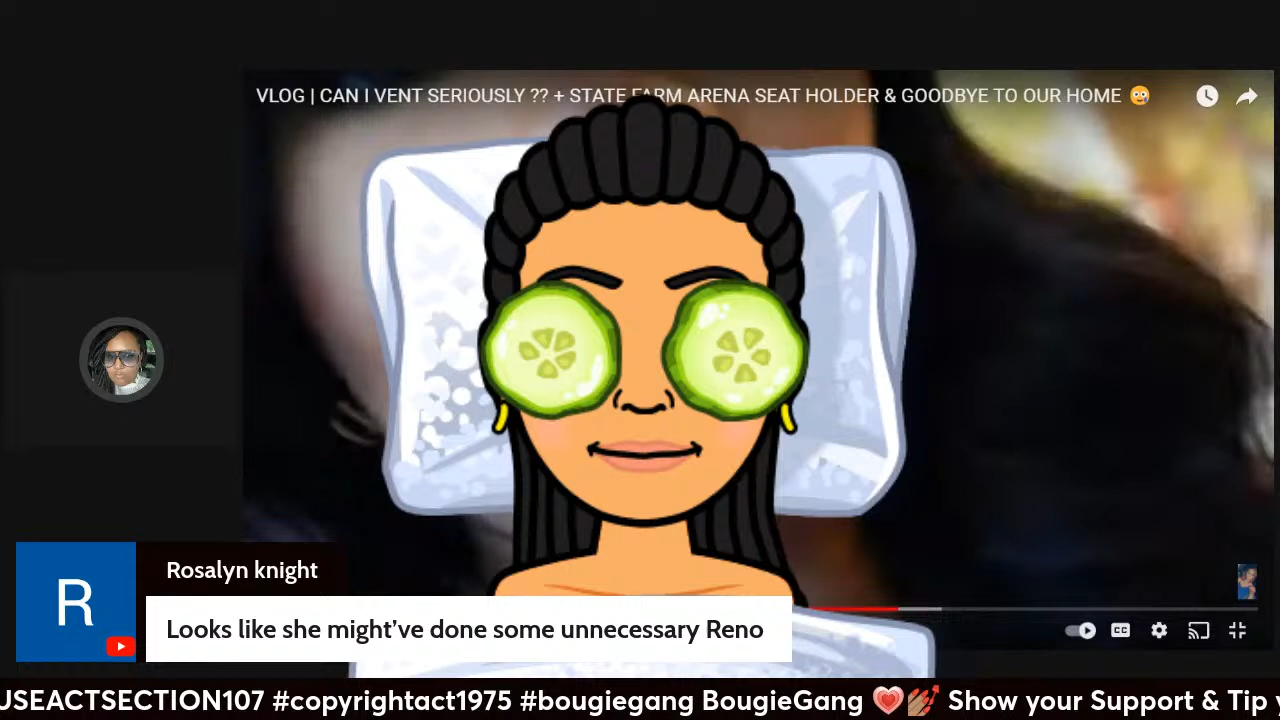 VLOG | CAN I VENT SERIOUSLY ?? + STATE FARM ARENA SEAT HOLDER & GOODBYE TO OUR HOME 🤕
R
Rosalyn knight
Looks like she might’ve done some unnecessary Reno
CC
USEACTSECTION107 #copyrightact1975 #bougiegang BougieGang 💗💅🏾 Show your Support & Tip